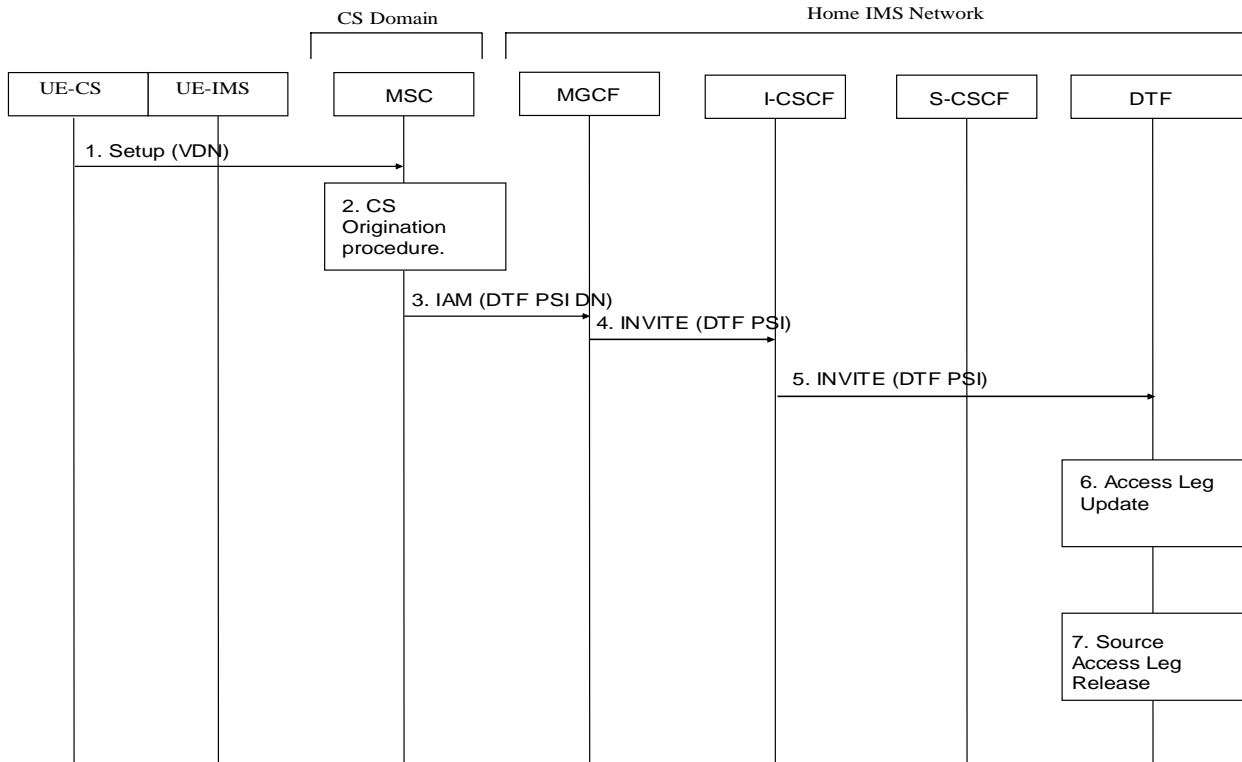 CS Domain
Home IMS Network
UE-CS
UE-IMS
MSC
MGCF
I-CSCF
S-CSCF
DTF
1. Setup (VDN)
2. CS
Origination
procedure.
3. IAM (DTF PSI DN)
4. INVITE (DTF PSI)
5. INVITE (DTF PSI)
6. Access Leg
Update
7. Source
Access Leg
Release